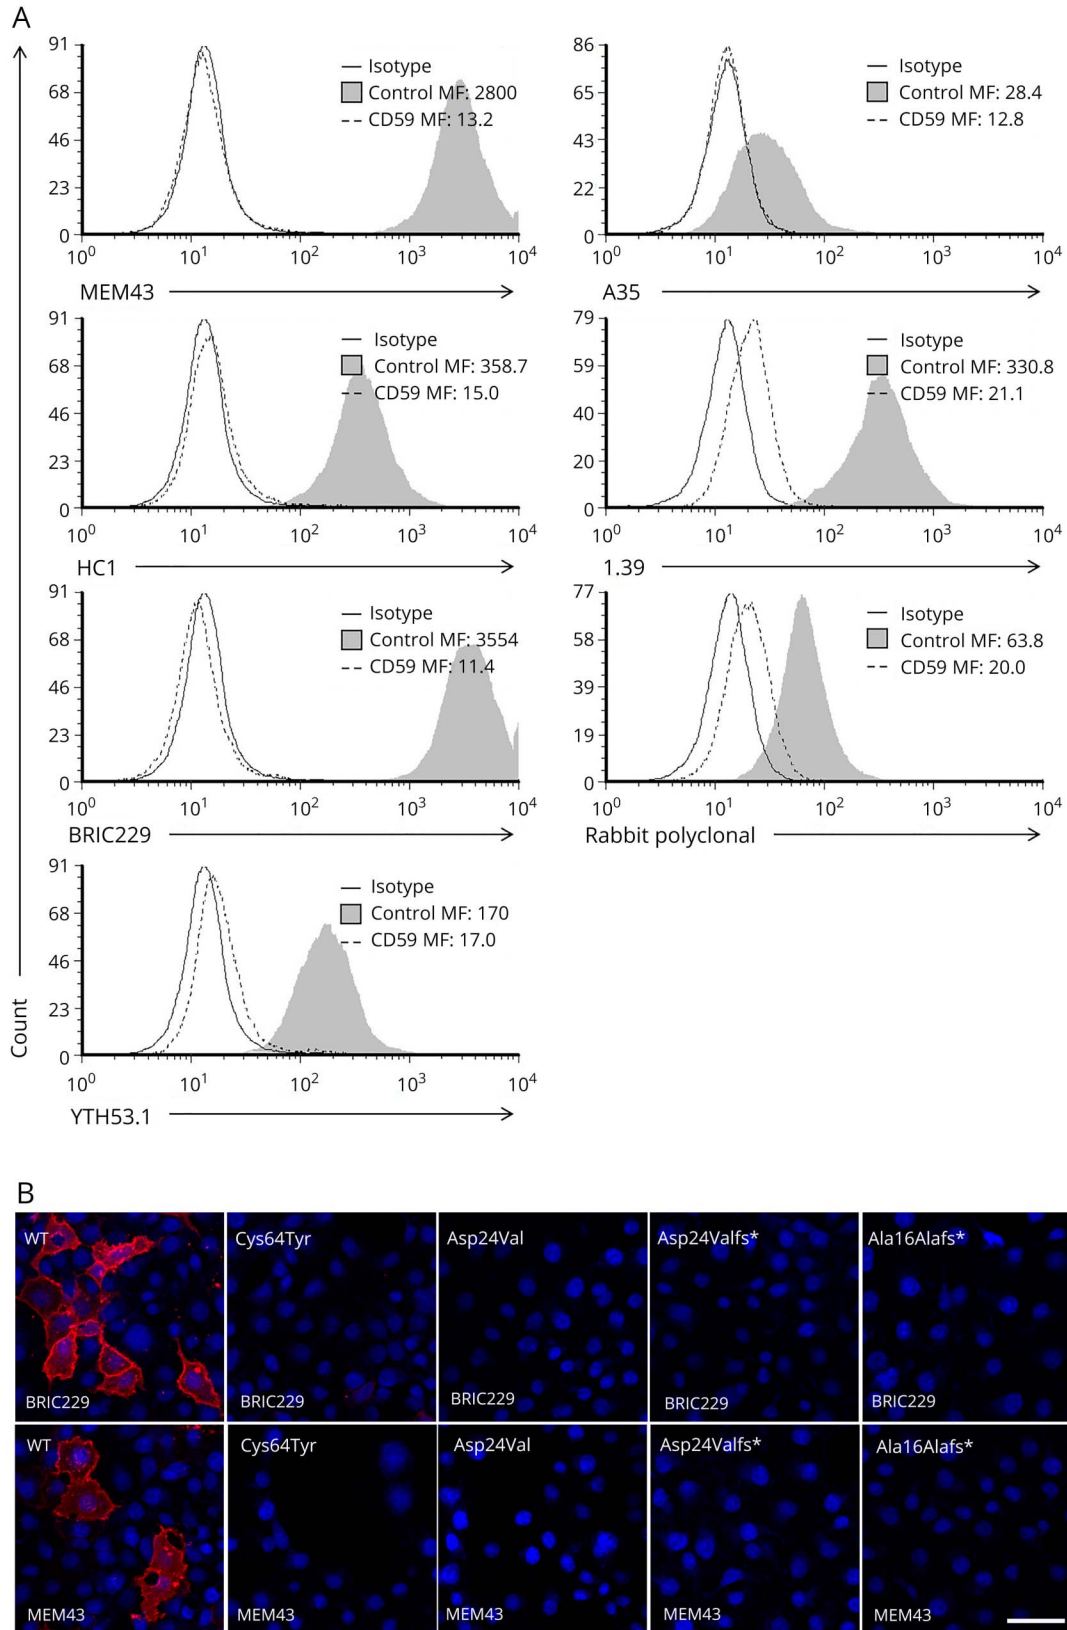 A
91
68
46
23
0
10⁰ 10¹ 10² 10³ 10⁴
Isotype
Control MF: 2800
CD59 MF: 13.2
MEM43
86
65
43
22
0
10⁰ 10¹ 10² 10³ 10⁴
Isotype
Control MF: 28.4
CD59 MF: 12.8
A35
91
68
46
23
0
10⁰ 10¹ 10² 10³ 10⁴
Isotype
Control MF: 358.7
CD59 MF: 15.0
HC1
79
59
40
20
0
10⁰ 10¹ 10² 10³ 10⁴
Isotype
Control MF: 330.8
CD59 MF: 21.1
1.39
91
68
46
23
0
10⁰ 10¹ 10² 10³ 10⁴
Isotype
Control MF: 3554
CD59 MF: 11.4
BRIC229
77
58
39
19
0
10⁰ 10¹ 10² 10³ 10⁴
Isotype
Control MF: 63.8
CD59 MF: 20.0
Rabbit polyclonal
91
68
46
23
0
10⁰ 10¹ 10² 10³ 10⁴
Isotype
Control MF: 170
CD59 MF: 17.0
YTH53.1
Count
B
WT Cys64Tyr Asp24Val Asp24Valfs* Ala16Alafs*
BRIC229 BRIC229 BRIC229 BRIC229 BRIC229
WT Cys64Tyr Asp24Val Asp24Valfs* Ala16Alafs*
MEM43 MEM43 MEM43 MEM43 MEM43